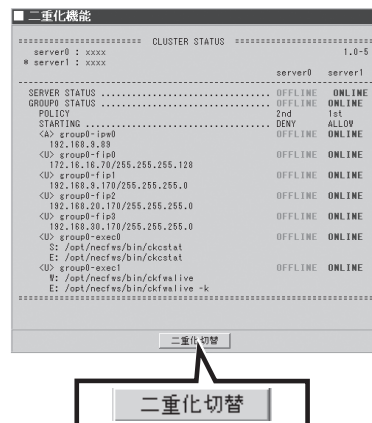 ■ 二重化機能
======================= CLUSTER STATUS =======================
server0 : xxxx 1.0-5
* server1 : xxxx
server0 server1
SERVER STATUS ................................ OFFLINE ONLINE
GROUP0 STATUS ................................ OFFLINE ONLINE
POLICY 2nd 1st
STARTING ................................ DENY ALLOW
<A> group0-ipw0 OFFLINE ONLINE
192.168.9.89
<U> group0-fip0 OFFLINE ONLINE
172.16.16.70/255.255.255.128
<U> group0-fip1 OFFLINE ONLINE
192.168.9.170/255.255.255.0
<U> group0-fip2 OFFLINE ONLINE
192.168.20.170/255.255.255.0
<U> group0-fip3 OFFLINE ONLINE
192.168.30.170/255.255.255.0
<U> group0-exec0 OFFLINE ONLINE
S: /opt/necfws/bin/ckcstat
E: /opt/necfws/bin/ckcstat
<U> group0-exec1 OFFLINE ONLINE
W: /opt/necfws/bin/ckfwalive
E: /opt/necfws/bin/ckfwalive -k
二重化切替
二重化切替